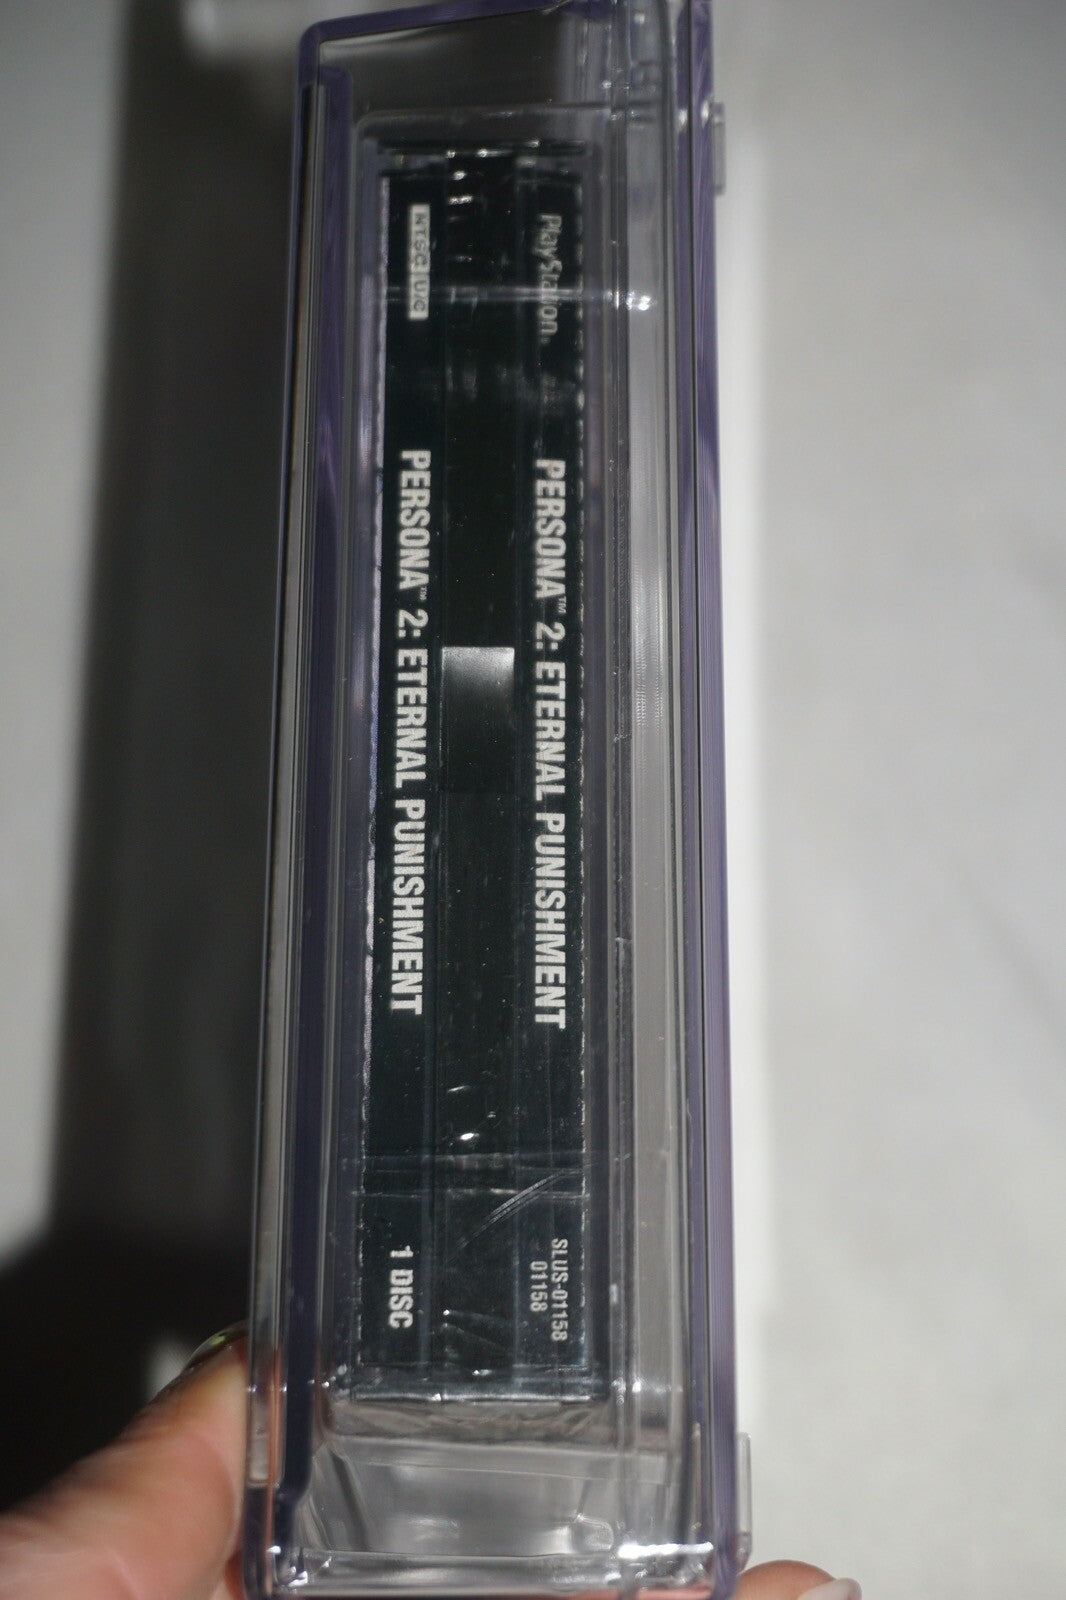 PlayStation®
PERSONA™ 2: ETERNAL PUNISHMENT
SLUS-01158
01158
NTSC U/C
PERSONA™ 2: ETERNAL PUNISHMENT
1 DISC